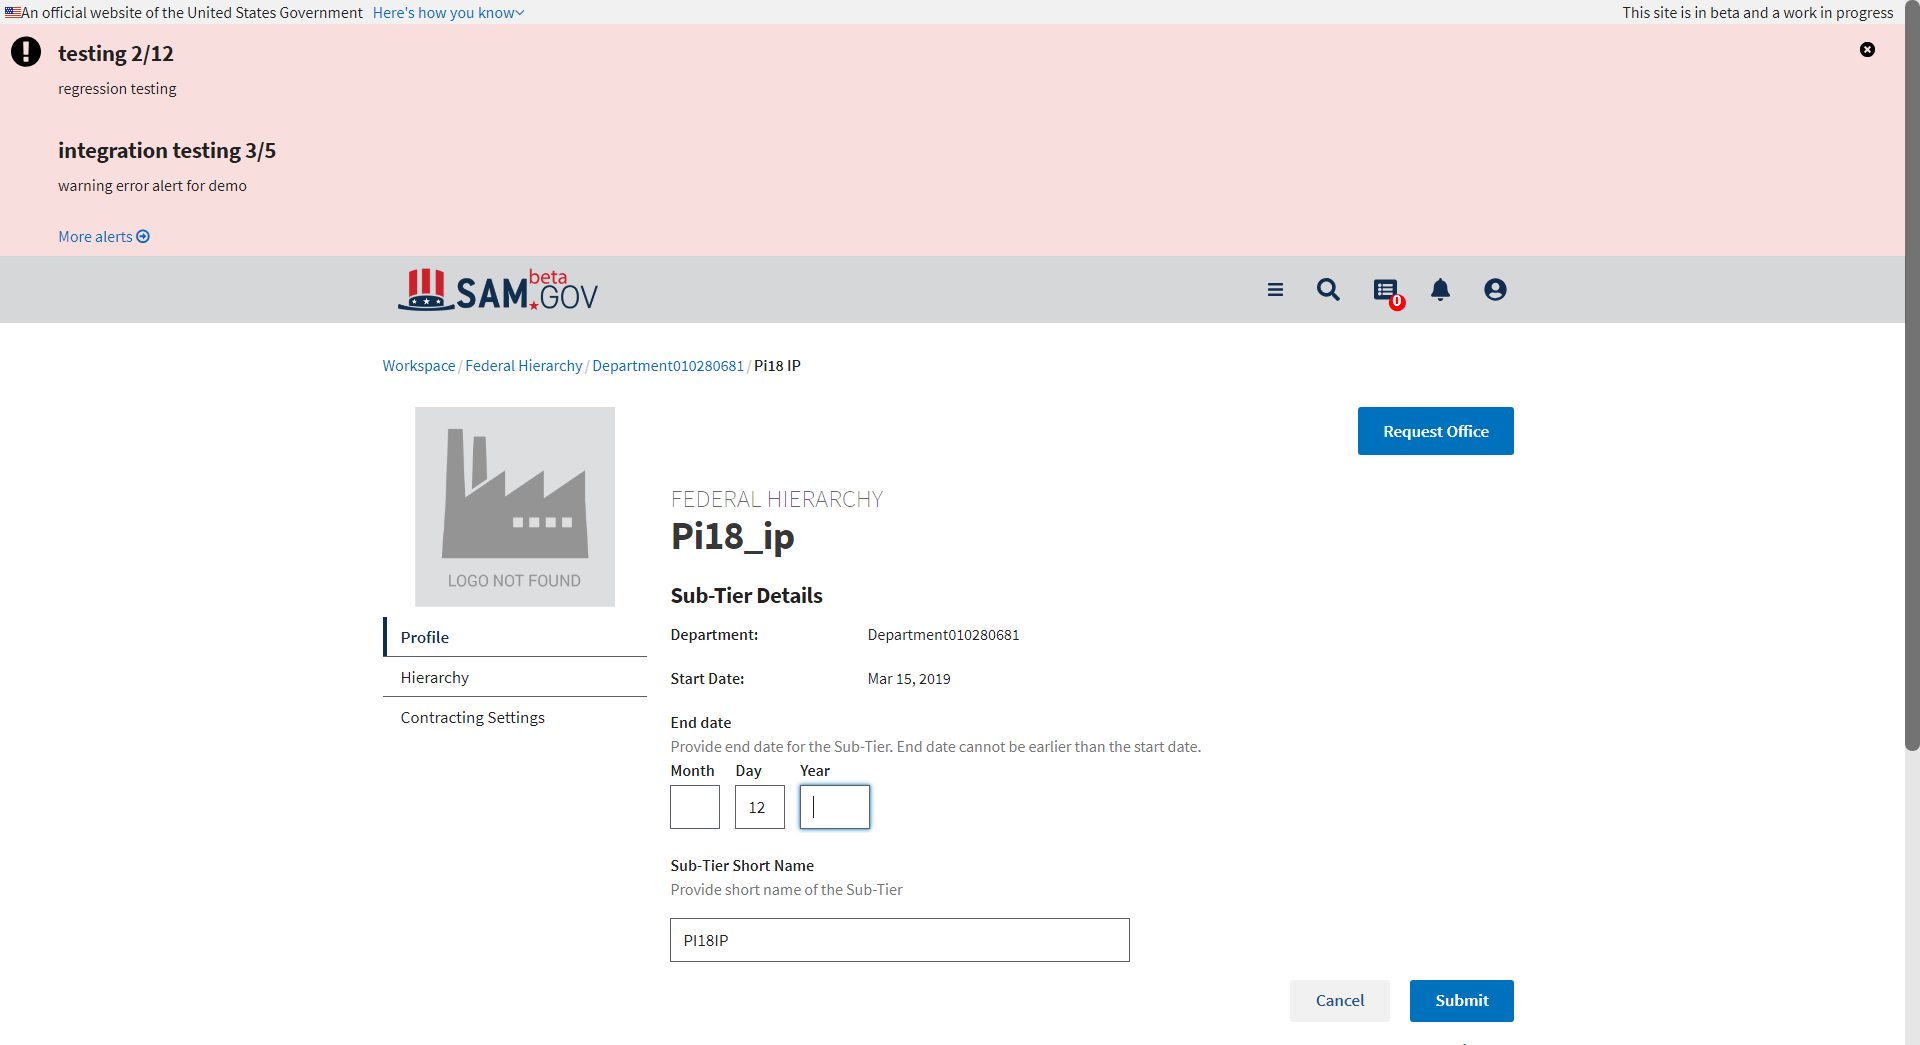 An official website of the United States Government Here's how you know
This site is in beta and a work in progress
testing 2/12
regression testing
integration testing 3/5
warning error alert for demo
More alerts
SAM.GOV beta
0
Workspace / Federal Hierarchy / Department010280681 / Pi18 IP
LOGO NOT FOUND
Request Office
FEDERAL HIERARCHY
Pi18_ip
Profile
Hierarchy
Contracting Settings
Sub-Tier Details
Department: Department010280681
Start Date: Mar 15, 2019
End date
Provide end date for the Sub-Tier. End date cannot be earlier than the start date.
Month Day Year
12
Sub-Tier Short Name
Provide short name of the Sub-Tier
PI18IP
Cancel Submit